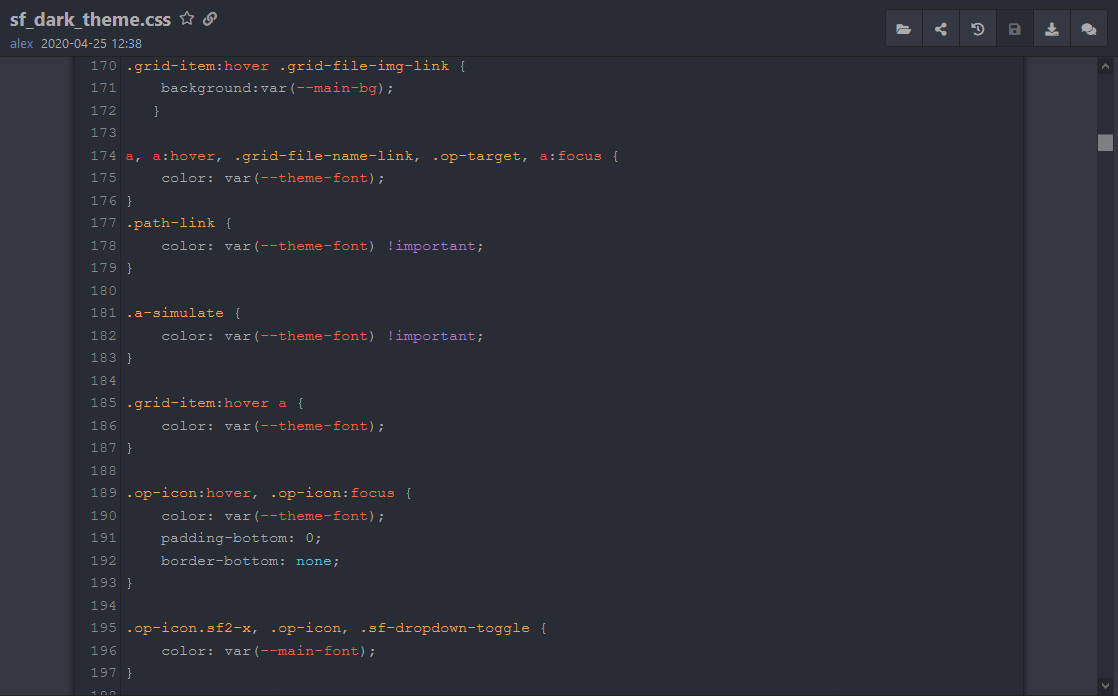 sf_dark_theme.css
alex 2020-04-25 12:38
170 .grid-item:hover .grid-file-img-link {
171     background:var(--main-bg);
172    }
173
174 a, a:hover, .grid-file-name-link, .op-target, a:focus {
175     color: var(--theme-font);
176 }
177 .path-link {
178     color: var(--theme-font) !important;
179 }
180
181 .a-simulate {
182     color: var(--theme-font) !important;
183 }
184
185 .grid-item:hover a {
186     color: var(--theme-font);
187 }
188
189 .op-icon:hover, .op-icon:focus {
190     color: var(--theme-font);
191     padding-bottom: 0;
192     border-bottom: none;
193 }
194
195 .op-icon.sf2-x, .op-icon, .sf-dropdown-toggle {
196     color: var(--main-font);
197 }
198